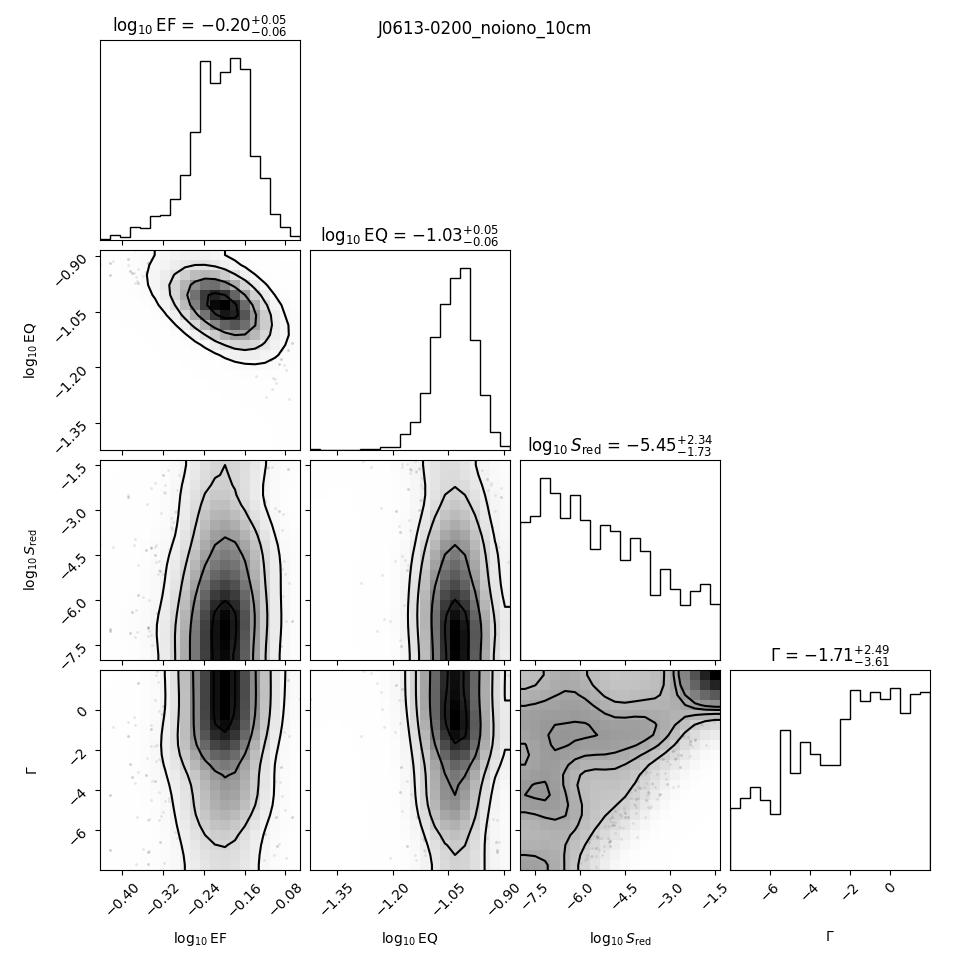 J0613-0200_noiono_10cm
log₁₀ EF = −0.20 +0.05 −0.06
log₁₀ EQ = −1.03 +0.05 −0.06
−0.90
−1.05
−1.20
−1.35
log₁₀ EQ
log₁₀ S_red = −5.45 +2.34 −1.73
−1.5
−3.0
−4.5
−6.0
−7.5
log₁₀ S_red
Γ = −1.71 +2.49 −3.61
0
−2
−4
−6
Γ
−0.40 −0.32 −0.24 −0.16 −0.08
−1.35 −1.20 −1.05 −0.90
−7.5 −6.0 −4.5 −3.0 −1.5
−6 −4 −2 0
log₁₀ EF
log₁₀ EQ
log₁₀ S_red
Γ